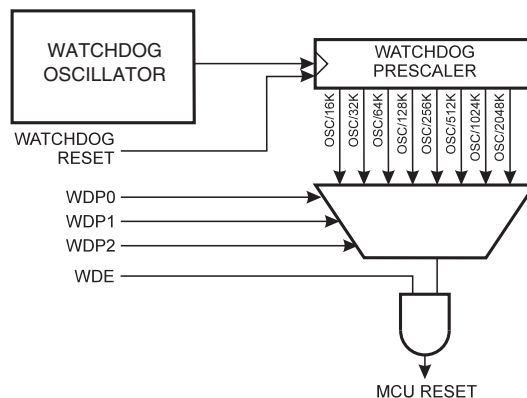 WATCHDOG
OSCILLATOR
WATCHDOG
PRESCALER
WATCHDOG
RESET
OSC/16K
OSC/32K
OSC/64K
OSC/128K
OSC/256K
OSC/512K
OSC/1024K
OSC/2048K
WDP0
WDP1
WDP2
WDE
MCU RESET